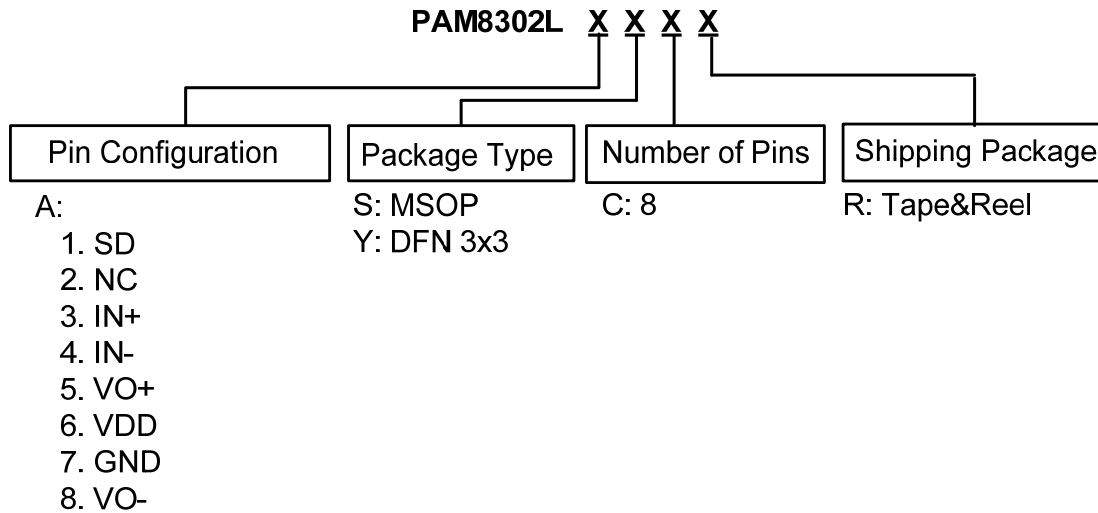 PAM8302L X X X X
Pin Configuration
Package Type
Number of Pins
Shipping Package
A:
1. SD
2. NC
3. IN+
4. IN-
5. VO+
6. VDD
7. GND
8. VO-
S: MSOP
Y: DFN 3x3
C: 8
R: Tape&Reel